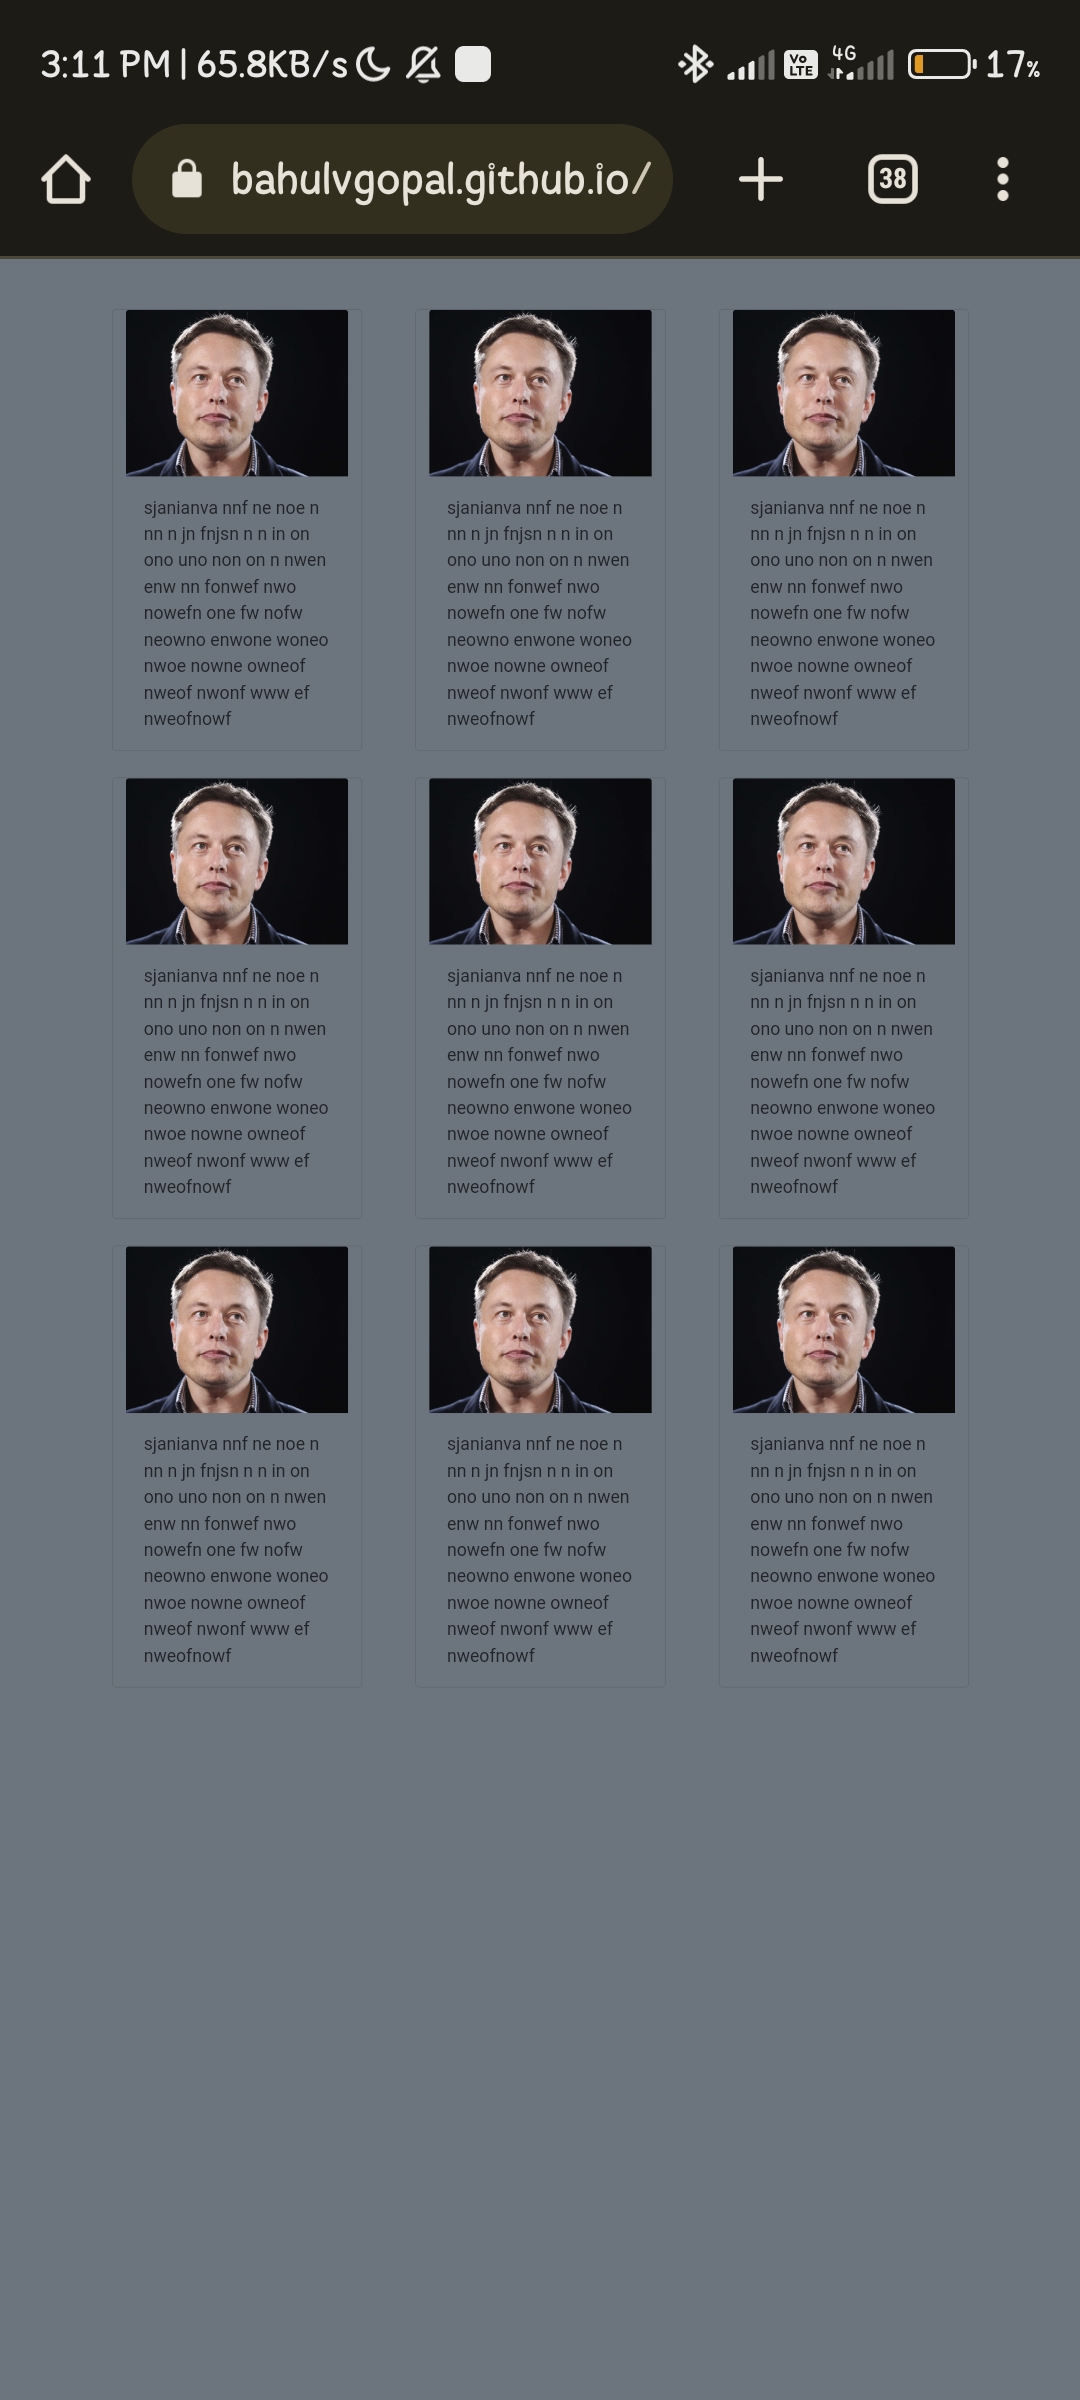 3:11 PM | 65.8KB/s VoLTE 4G 17%
bahulvgopal.github.io/ 38
sjanianva nnf ne noe n
nn n jn fnjsn n n in on
ono uno non on n nwen
enw nn fonwef nwo
nowefn one fw nofw
neowno enwone woneo
nwoe nowne owneof
nweof nwonf www ef
nweofnowf
sjanianva nnf ne noe n
nn n jn fnjsn n n in on
ono uno non on n nwen
enw nn fonwef nwo
nowefn one fw nofw
neowno enwone woneo
nwoe nowne owneof
nweof nwonf www ef
nweofnowf
sjanianva nnf ne noe n
nn n jn fnjsn n n in on
ono uno non on n nwen
enw nn fonwef nwo
nowefn one fw nofw
neowno enwone woneo
nwoe nowne owneof
nweof nwonf www ef
nweofnowf
sjanianva nnf ne noe n
nn n jn fnjsn n n in on
ono uno non on n nwen
enw nn fonwef nwo
nowefn one fw nofw
neowno enwone woneo
nwoe nowne owneof
nweof nwonf www ef
nweofnowf
sjanianva nnf ne noe n
nn n jn fnjsn n n in on
ono uno non on n nwen
enw nn fonwef nwo
nowefn one fw nofw
neowno enwone woneo
nwoe nowne owneof
nweof nwonf www ef
nweofnowf
sjanianva nnf ne noe n
nn n jn fnjsn n n in on
ono uno non on n nwen
enw nn fonwef nwo
nowefn one fw nofw
neowno enwone woneo
nwoe nowne owneof
nweof nwonf www ef
nweofnowf
sjanianva nnf ne noe n
nn n jn fnjsn n n in on
ono uno non on n nwen
enw nn fonwef nwo
nowefn one fw nofw
neowno enwone woneo
nwoe nowne owneof
nweof nwonf www ef
nweofnowf
sjanianva nnf ne noe n
nn n jn fnjsn n n in on
ono uno non on n nwen
enw nn fonwef nwo
nowefn one fw nofw
neowno enwone woneo
nwoe nowne owneof
nweof nwonf www ef
nweofnowf
sjanianva nnf ne noe n
nn n jn fnjsn n n in on
ono uno non on n nwen
enw nn fonwef nwo
nowefn one fw nofw
neowno enwone woneo
nwoe nowne owneof
nweof nwonf www ef
nweofnowf